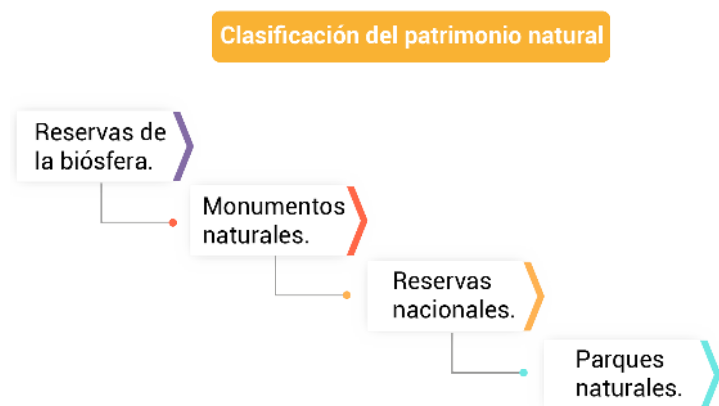 Clasificación del patrimonio natural
Reservas de
la biósfera.
Monumentos
naturales.
Reservas
nacionales.
Parques
naturales.